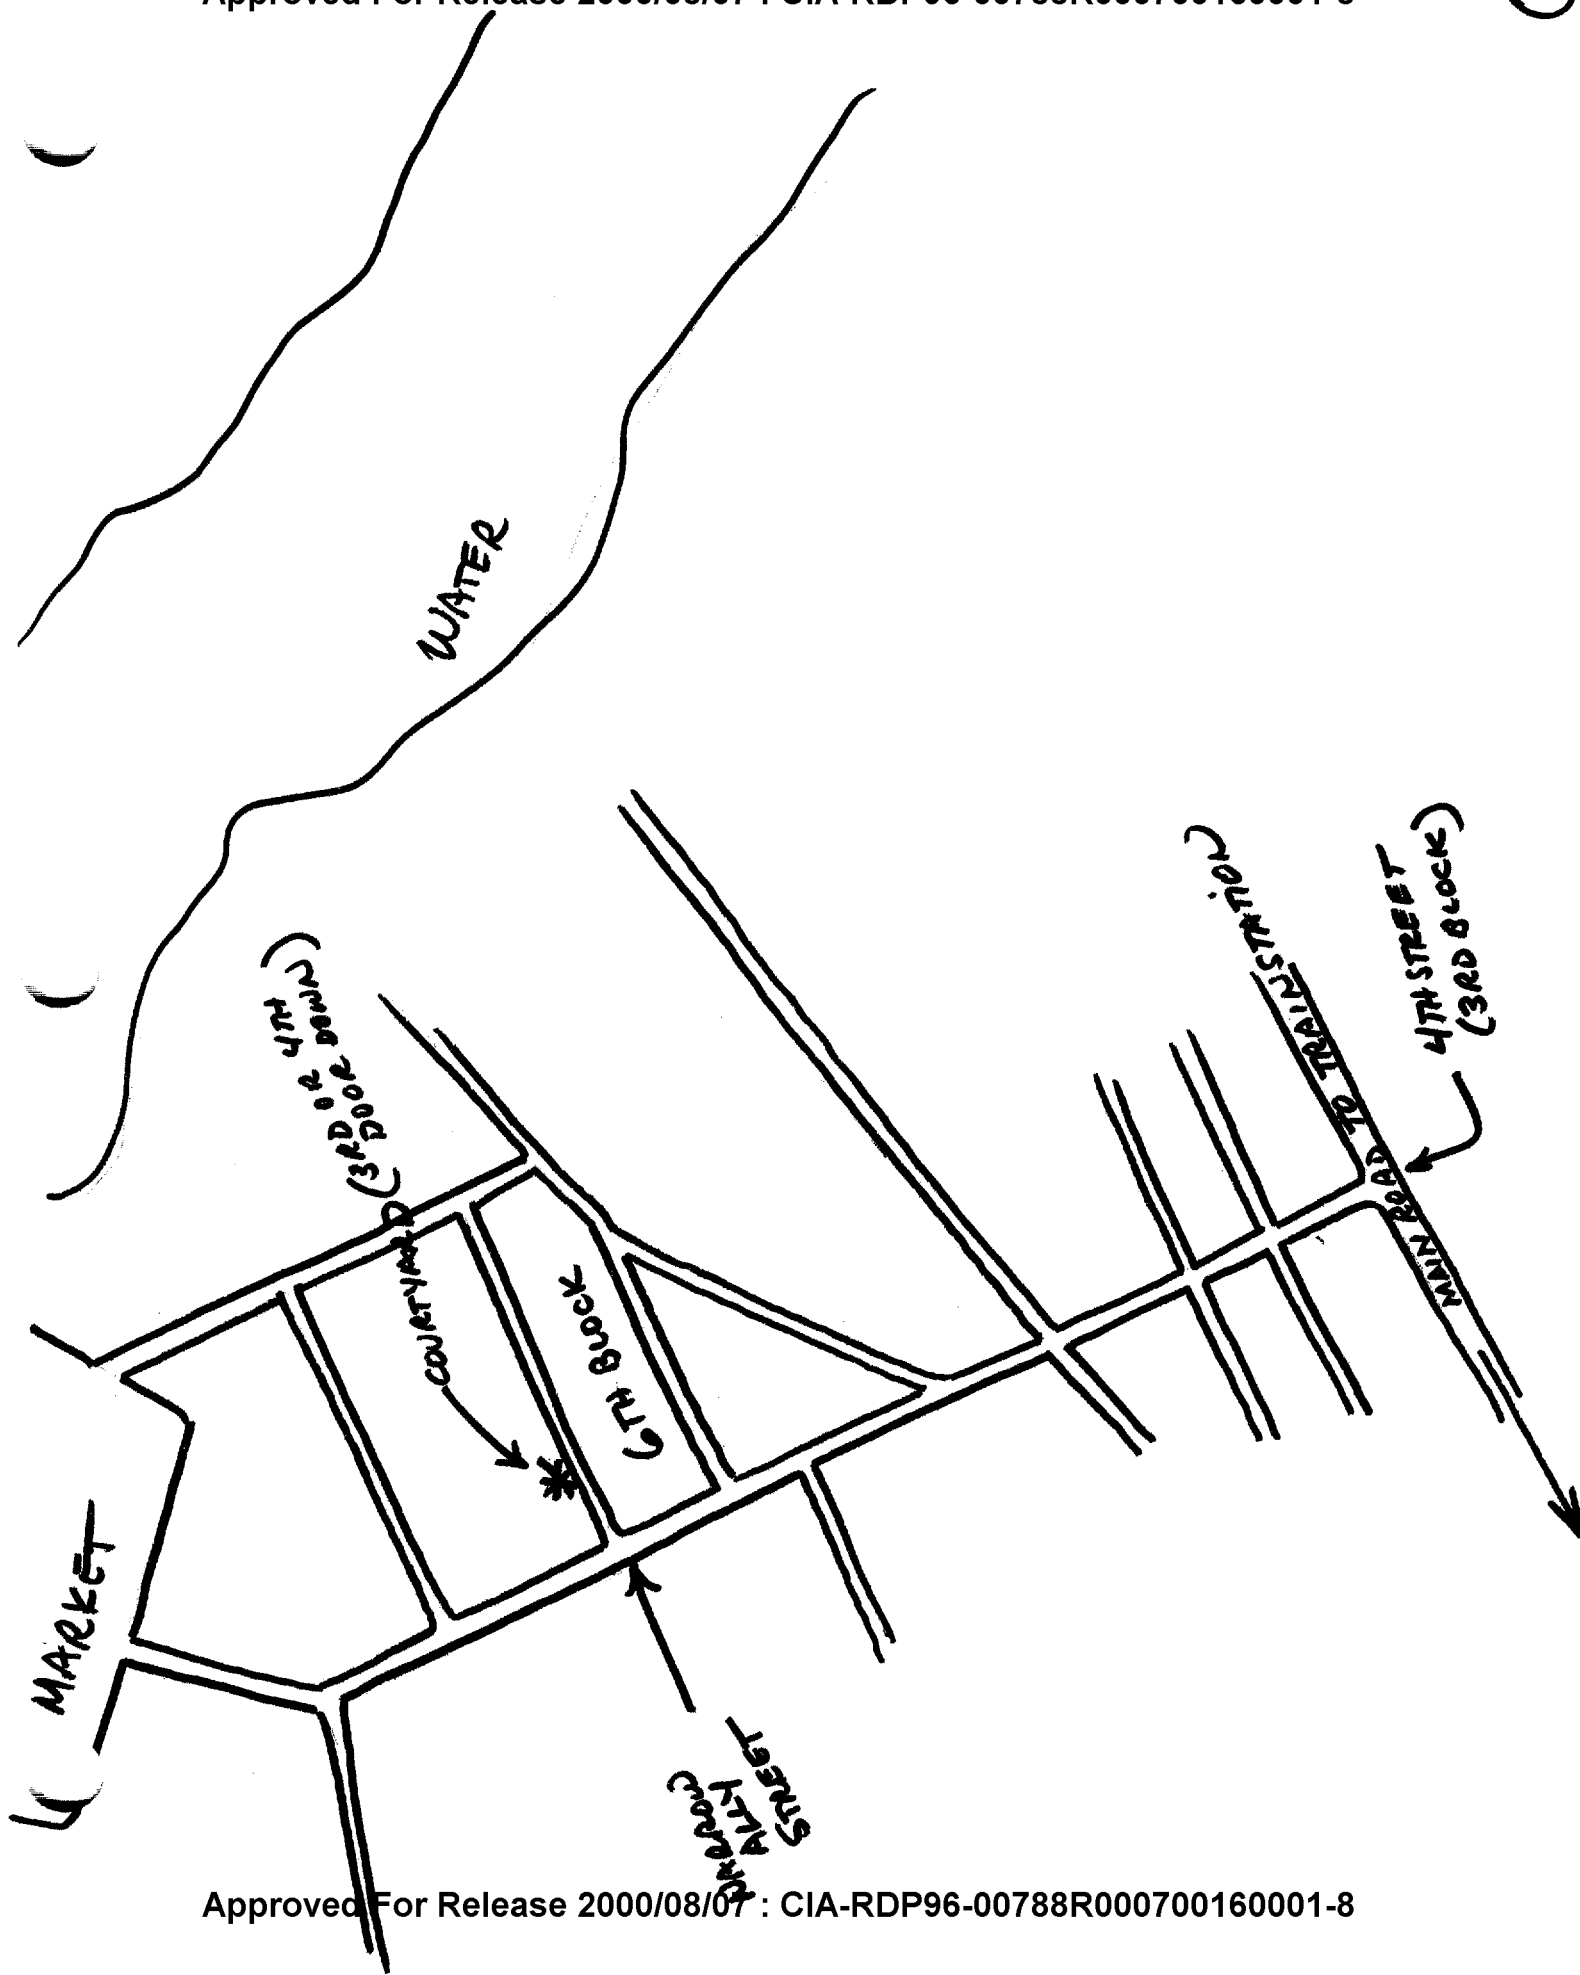 Approved For Release 2000/08/07 : CIA-RDP96-00788R000700160001-8
WATER
(3RD OR 4TH
DOOR DOWN)
COURTYARD
6TH BLOCK
MAIN ROAD TO TRAIN STATION)
4TH STREET
(3RD BLOCK)
MARKET
NARROW
ALLY
STREET
Approved For Release 2000/08/07 : CIA-RDP96-00788R000700160001-8